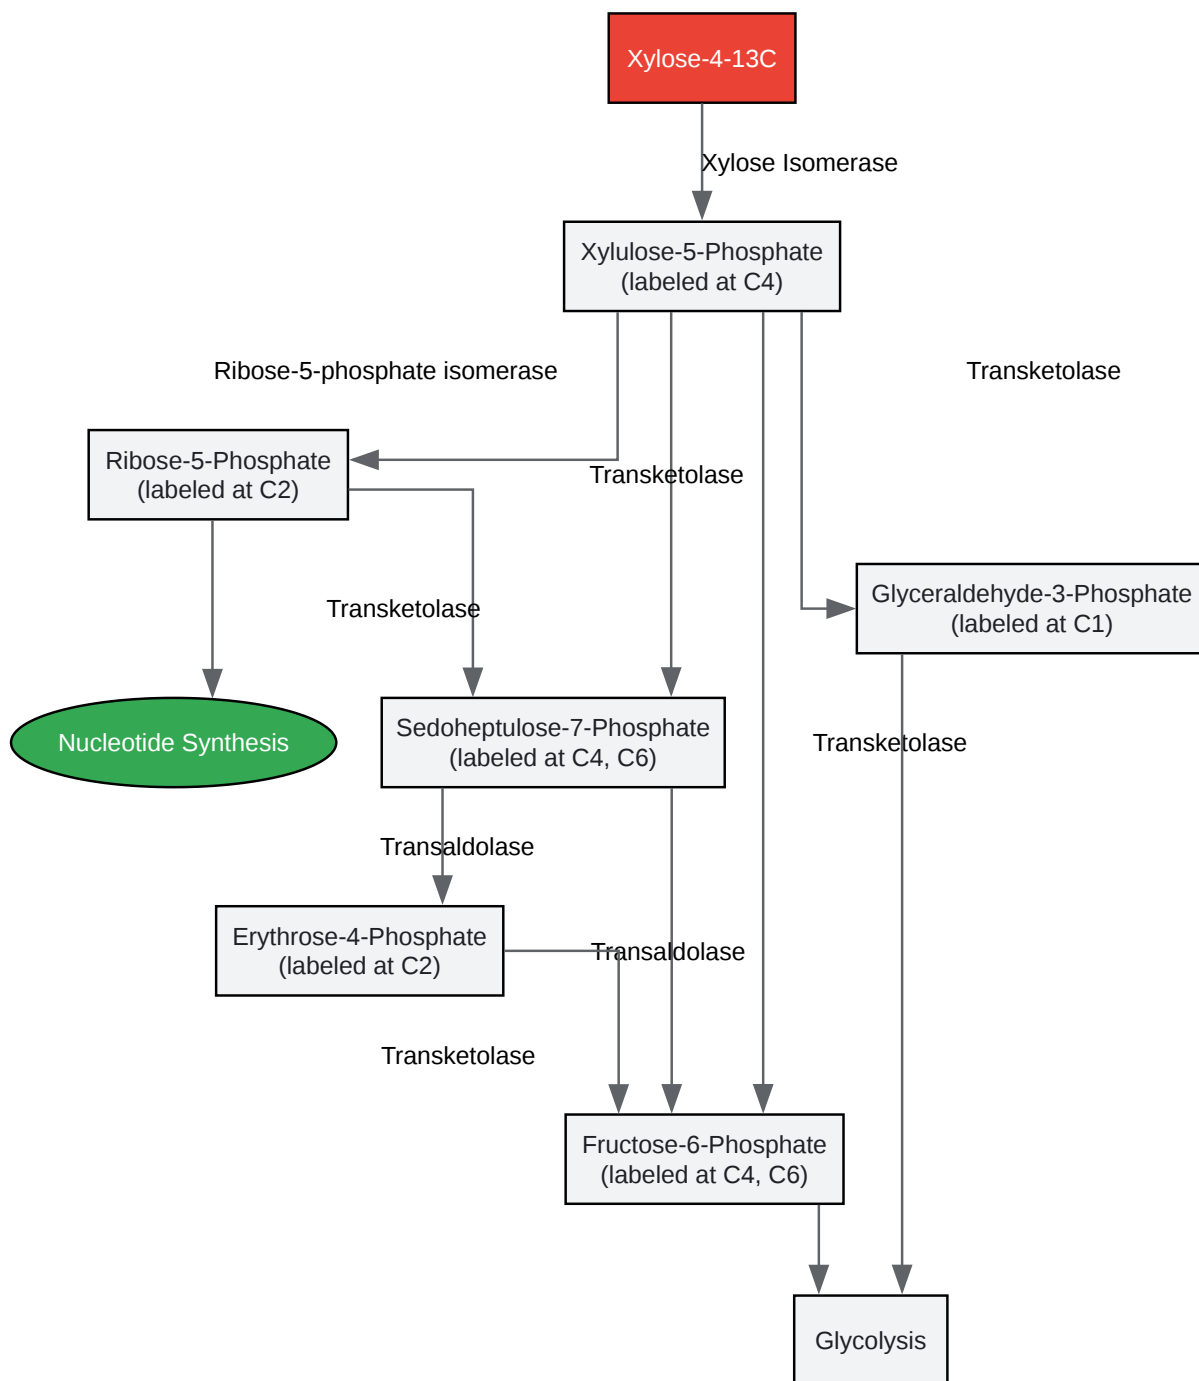 Xylose-4-13C
Xylose Isomerase
Xylulose-5-Phosphate
(labeled at C4)
Ribose-5-phosphate isomerase
Transketolase
Ribose-5-Phosphate
(labeled at C2)
Transketolase
Glyceraldehyde-3-Phosphate
(labeled at C1)
Transketolase
Nucleotide Synthesis
Sedoheptulose-7-Phosphate
(labeled at C4, C6)
Transketolase
Transaldolase
Erythrose-4-Phosphate
(labeled at C2)
Transaldolase
Transketolase
Fructose-6-Phosphate
(labeled at C4, C6)
Glycolysis